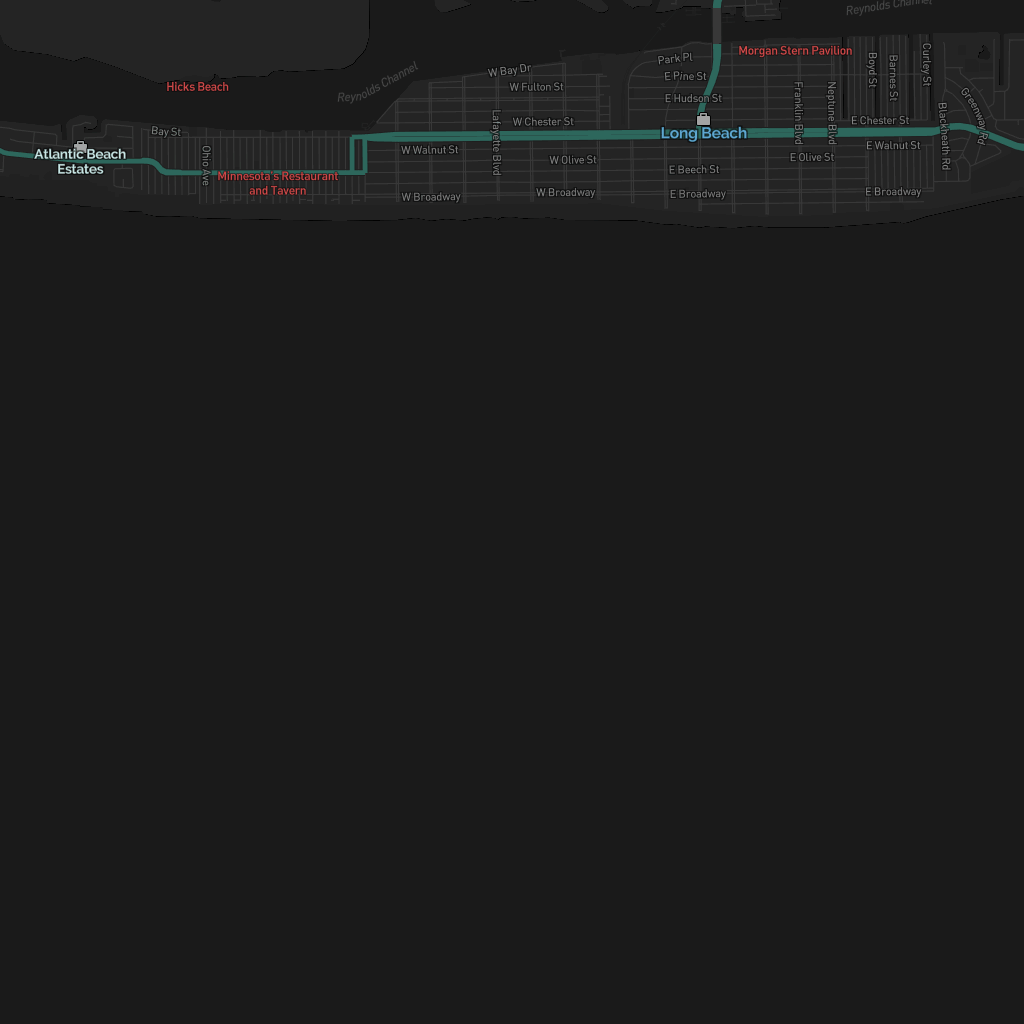 Reynolds Channel
Morgan Stern Pavilion
Park Pl
Boyd St
Barnes St
Curley St
Reynolds Channel
W Bay Dr
E Pine St
Hicks Beach
W Fulton St
E Hudson St
Franklin Blvd
Neptune Blvd
Greenway Rd
Bay St
Lafayette Blvd
W Chester St
Long Beach
E Chester St
Blackheath Rd
Atlantic Beach
Estates
Ohio Ave
W Walnut St
W Olive St
E Olive St
E Walnut St
Minnesota's Restaurant
and Tavern
E Beech St
W Broadway
W Broadway
E Broadway
E Broadway